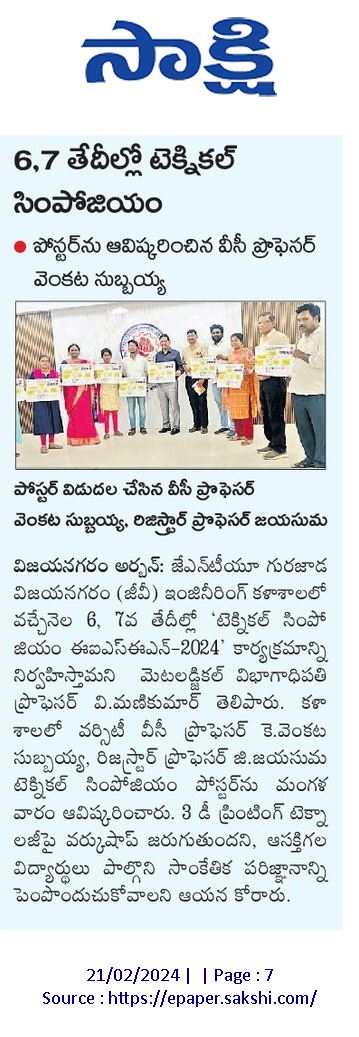 సాక్షి
6,7 తేదీల్లో టెక్నికల్
సింపోజియం
● పోస్టర్‌ను ఆవిష్కరించిన వీసీ ప్రొఫెసర్
వెంకట సుబ్బయ్య
పోస్టర్ విడుదల చేసిన వీసీ ప్రొఫెసర్
వెంకట సుబ్బయ్య, రిజిస్ట్రార్ ప్రొఫెసర్ జయసుమ
విజయనగరం అర్బన్: జేఎన్‌టీయూ గురజాడ
విజయనగరం (జీవీ) ఇంజినీరింగ్ కళాశాలలో
వచ్చేనెల 6, 7వ తేదీల్లో ‘టెక్నికల్ సింపో
జియం ఈఐఎస్ఈఎన్–2024’ కార్యక్రమాన్ని
నిర్వహిస్తామని మెటలర్జికల్ విభాగాధిపతి
ప్రొఫెసర్ వి.మణికుమార్ తెలిపారు. కళా
శాలలో వర్సిటీ వీసీ ప్రొఫెసర్ కె.వెంకట
సుబ్బయ్య, రిజస్ట్రార్ ప్రొఫెసర్ జి.జయసుమ
టెక్నికల్ సింపోజియం పోస్టర్‌ను మంగళ
వారం ఆవిష్కరించారు. 3 డీ ప్రింటింగ్ టెక్నా
లజీపై వర్కుషాప్ జరుగుతుందని, ఆసక్తిగల
విద్యార్థులు పాల్గొని సాంకేతిక పరిజ్ఞానాన్ని
పెంపొందుచుకోవాలని ఆయన కోరారు.
21/02/2024 | | Page : 7
Source : https://epaper.sakshi.com/